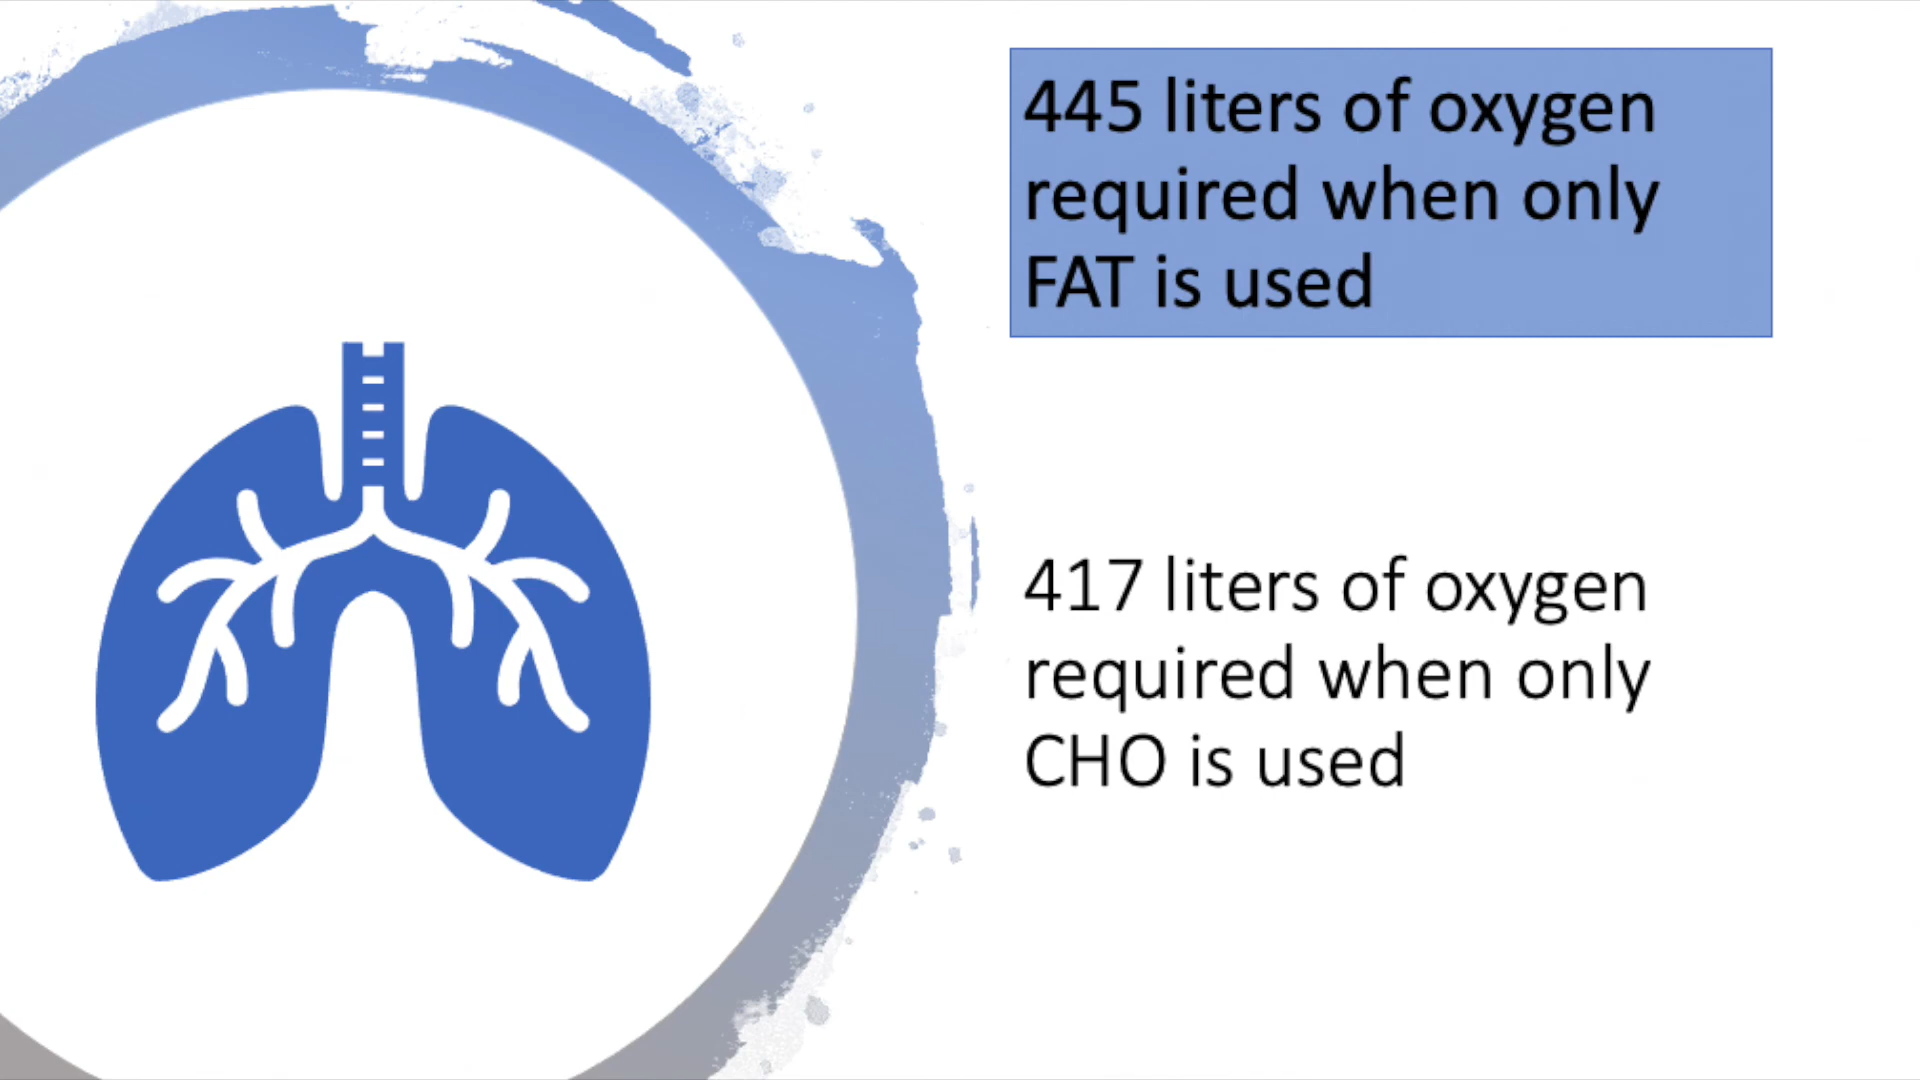 445 liters of oxygen
required when only
FAT is used
417 liters of oxygen
required when only
CHO is used